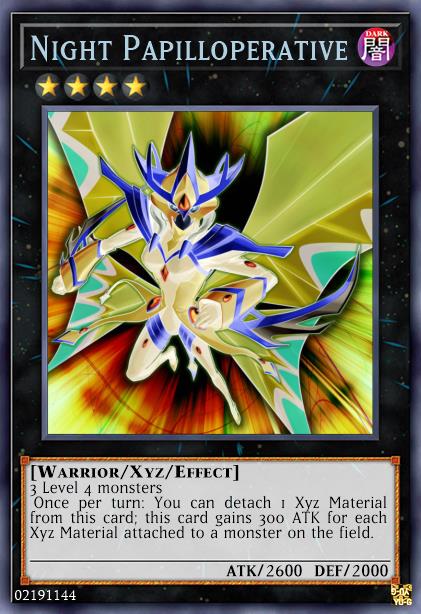 NIGHT PAPILLOPERATIVE
DARK
闇
[WARRIOR/XYZ/EFFECT]
3 Level 4 monsters
Once per turn: You can detach 1 Xyz Material
from this card; this card gains 300 ATK for each
Xyz Material attached to a monster on the field.
ATK/2600 DEF/2000
02191144